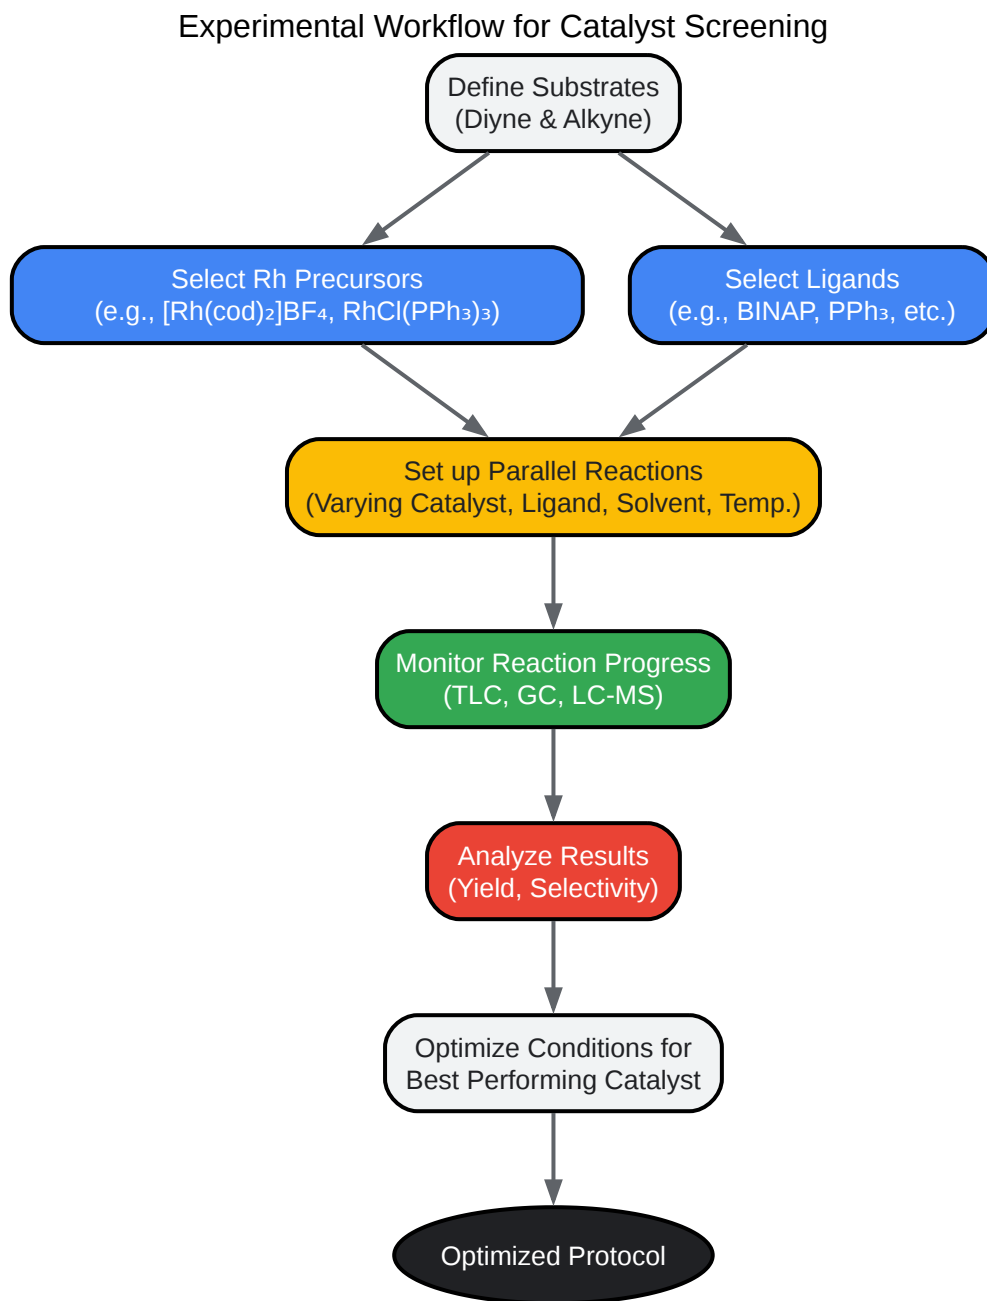 Experimental Workflow for Catalyst Screening
Define Substrates
(Diyne & Alkyne)
Select Rh Precursors
(e.g., [Rh(cod)₂]BF₄, RhCl(PPh₃)₃)
Select Ligands
(e.g., BINAP, PPh₃, etc.)
Set up Parallel Reactions
(Varying Catalyst, Ligand, Solvent, Temp.)
Monitor Reaction Progress
(TLC, GC, LC-MS)
Analyze Results
(Yield, Selectivity)
Optimize Conditions for
Best Performing Catalyst
Optimized Protocol